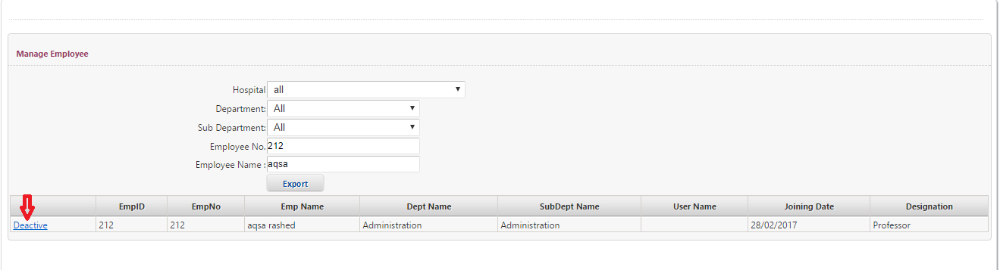 Manage Employee
Hospital all
Department: All
Sub Department: All
Employee No. 212
Employee Name : aqsa
Export
EmpID EmpNo Emp Name Dept Name SubDept Name User Name Joining Date Designation
Deactive 212 212 aqsa rashed Administration Administration 28/02/2017 Professor